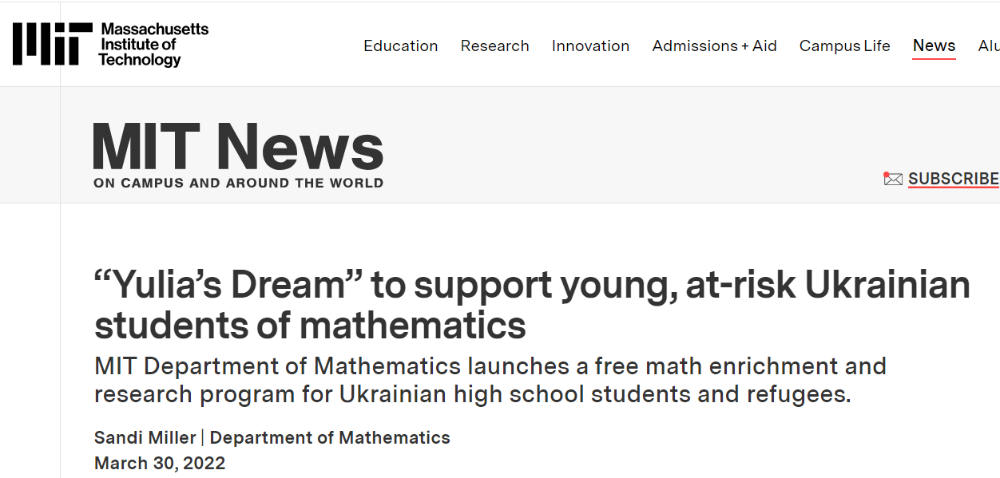 Massachusetts
Institute of
Technology
Education Research Innovation Admissions + Aid Campus Life News Alu
MIT News
ON CAMPUS AND AROUND THE WORLD
SUBSCRIBE
“Yulia’s Dream” to support young, at-risk Ukrainian
students of mathematics
MIT Department of Mathematics launches a free math enrichment and
research program for Ukrainian high school students and refugees.
Sandi Miller | Department of Mathematics
March 30, 2022